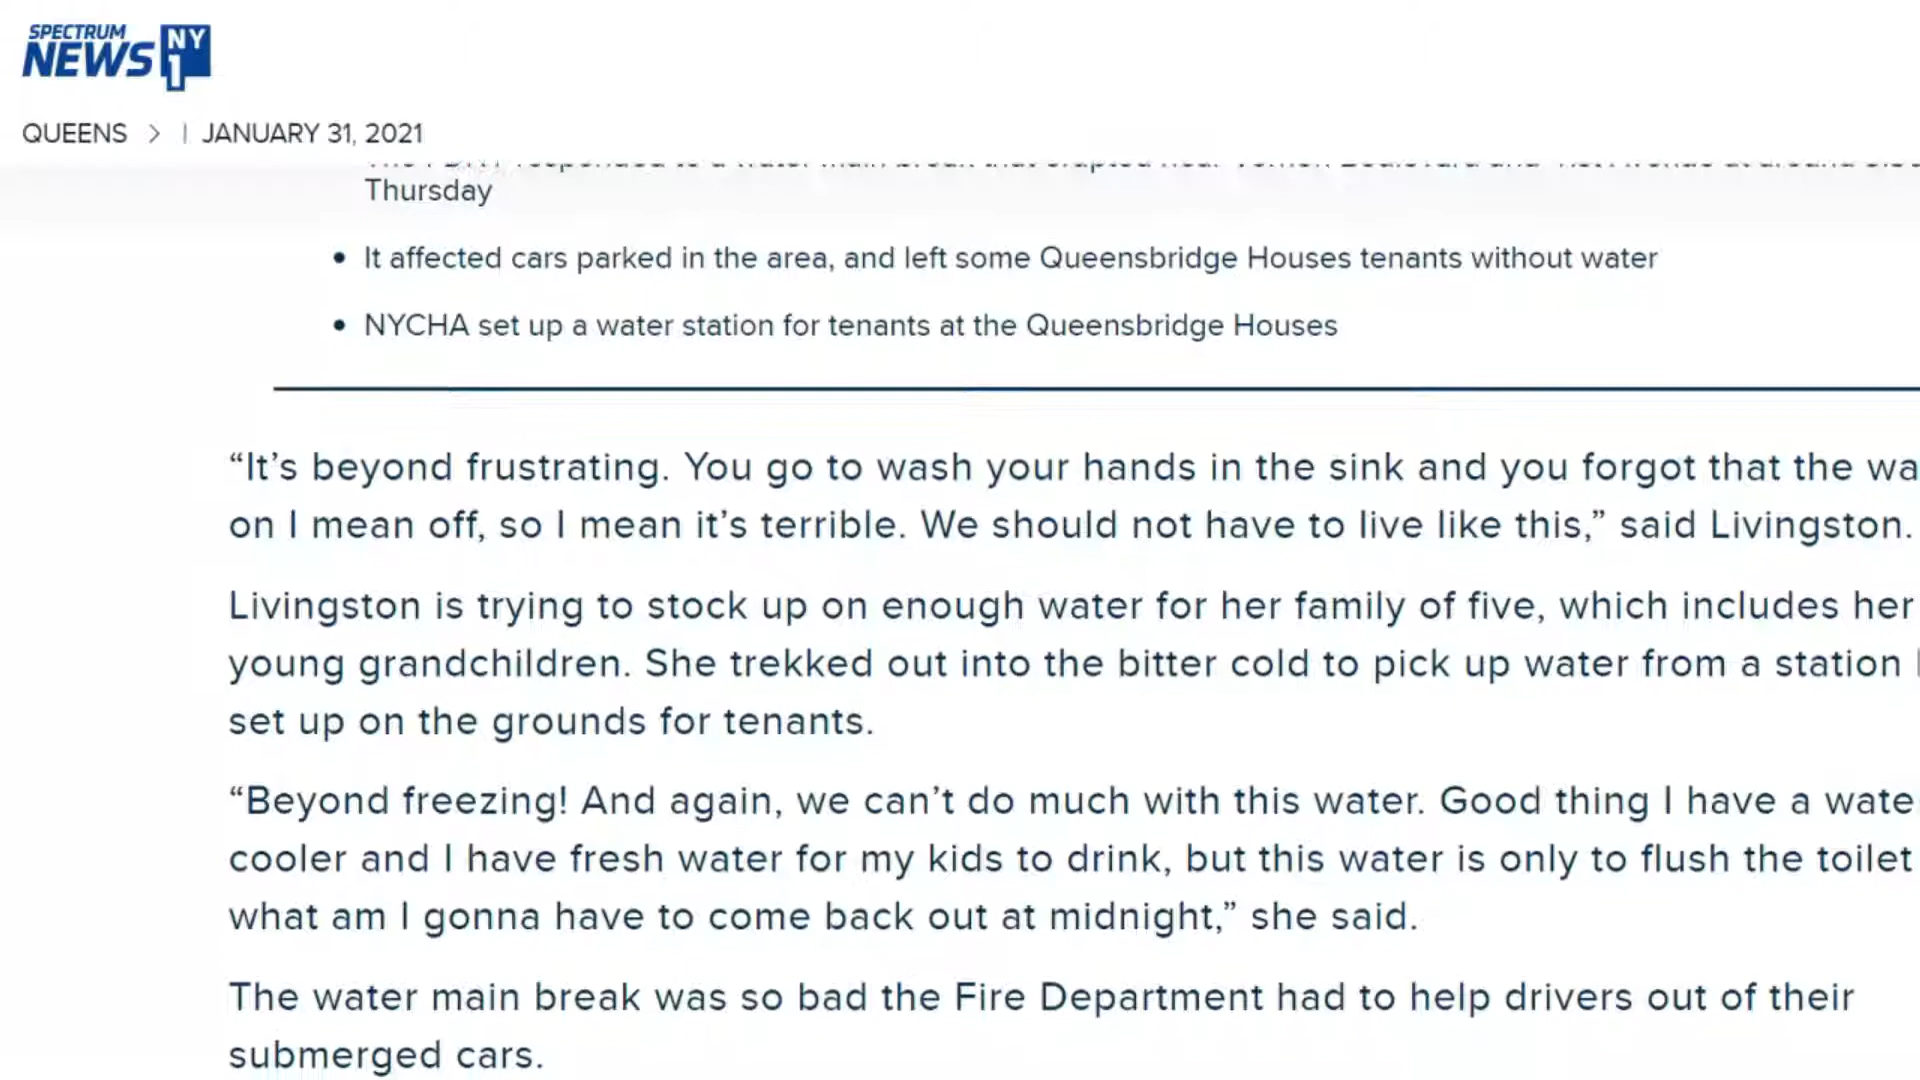 SPECTRUM
NEWS NY
1
QUEENS > | JANUARY 31, 2021
Thursday
• It affected cars parked in the area, and left some Queensbridge Houses tenants without water
• NYCHA set up a water station for tenants at the Queensbridge Houses
“It’s beyond frustrating. You go to wash your hands in the sink and you forgot that the wa
on I mean off, so I mean it’s terrible. We should not have to live like this,” said Livingston.
Livingston is trying to stock up on enough water for her family of five, which includes her
young grandchildren. She trekked out into the bitter cold to pick up water from a station
set up on the grounds for tenants.
“Beyond freezing! And again, we can’t do much with this water. Good thing I have a wate
cooler and I have fresh water for my kids to drink, but this water is only to flush the toilet
what am I gonna have to come back out at midnight,” she said.
The water main break was so bad the Fire Department had to help drivers out of their
submerged cars.